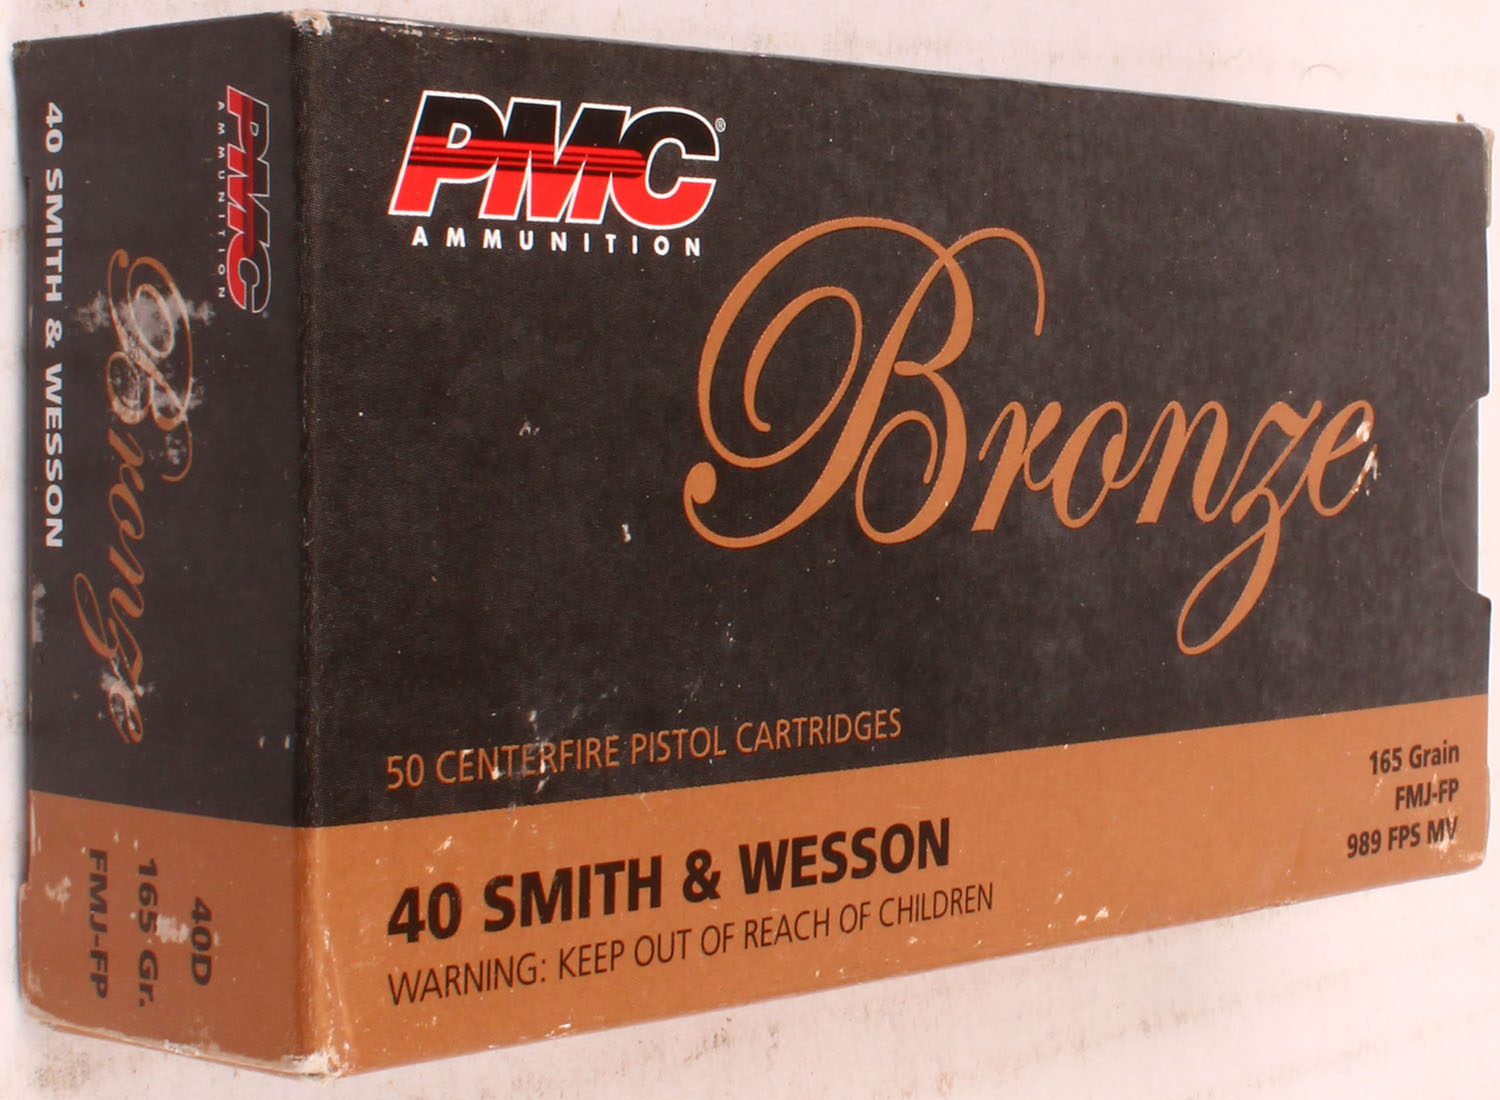 PMC®
AMMUNITION
Bronze
50 CENTERFIRE PISTOL CARTRIDGES
40 SMITH & WESSON
WARNING: KEEP OUT OF REACH OF CHILDREN
165 Grain
FMJ-FP
989 FPS MV
PMC
AMMUNITION
Bronze
40 SMITH & WESSON
40D
165 Gr.
FMJ-FP